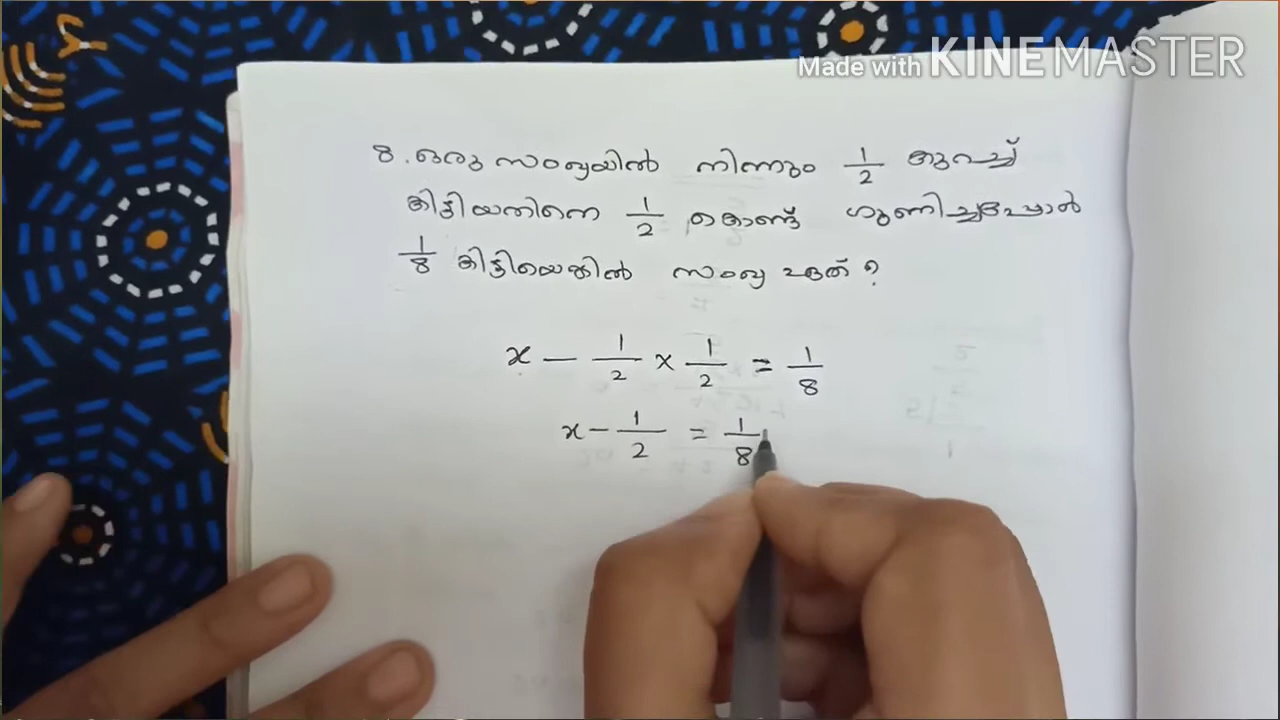 Made with KINEMASTER
8. ഒരു സംഖ്യയിൽ നിന്നും 1/2 കുറച്ച്
കിട്ടിയതിനെ 1/2 കൊണ്ട് ഗുണിച്ചപ്പോൾ
1/8 കിട്ടിയെങ്കിൽ സംഖ്യ ഏത് ?
x - 1/2 × 1/2 = 1/8
x - 1/2 = 1/8